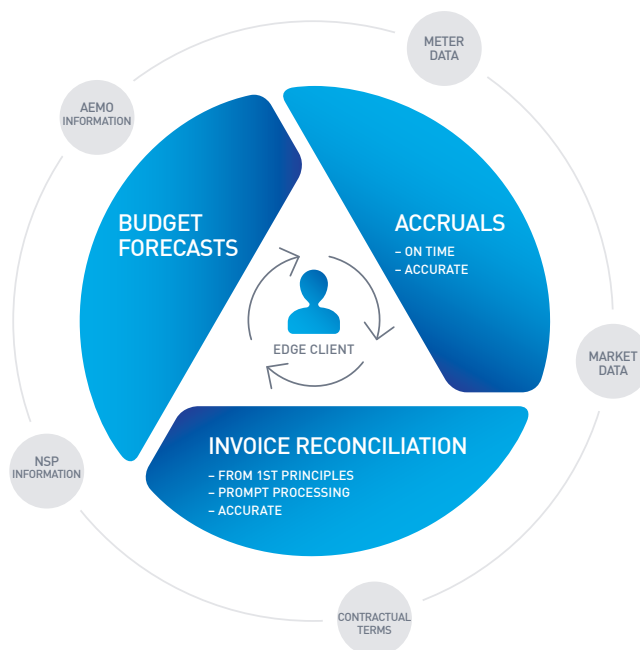 METER
DATA
AEMO
INFORMATION
BUDGET
FORECASTS
ACCRUALS
– ON TIME
– ACCURATE
EDGE CLIENT
MARKET
DATA
INVOICE RECONCILIATION
– FROM 1ST PRINCIPLES
– PROMPT PROCESSING
– ACCURATE
NSP
INFORMATION
CONTRACTUAL
TERMS